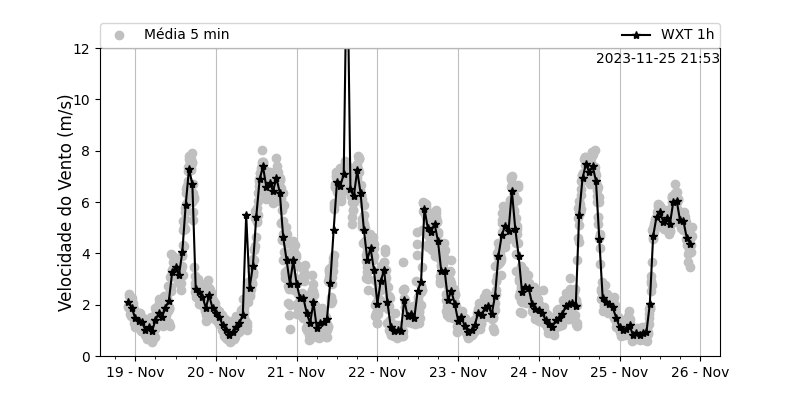 Média 5 min
WXT 1h
2023-11-25 21:53
Velocidade do Vento (m/s)
12
10
8
6
4
2
0
19 - Nov
20 - Nov
21 - Nov
22 - Nov
23 - Nov
24 - Nov
25 - Nov
26 - Nov